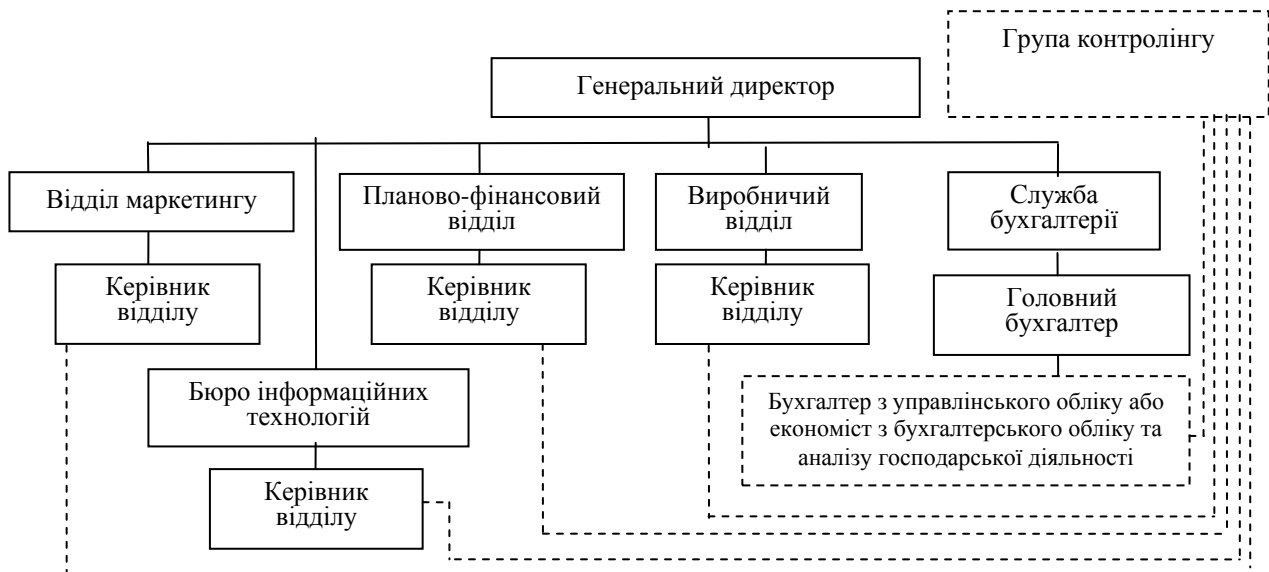 Група контролінгу
Генеральний директор
Відділ маркетингу
Планово-фінансовий
відділ
Виробничий
відділ
Служба
бухгалтерії
Керівник
відділу
Керівник
відділу
Керівник
відділу
Головний
бухгалтер
Бюро інформаційних
технологій
Бухгалтер з управлінського обліку або
економіст з бухгалтерського обліку та
аналізу господарської діяльності
Керівник
відділу